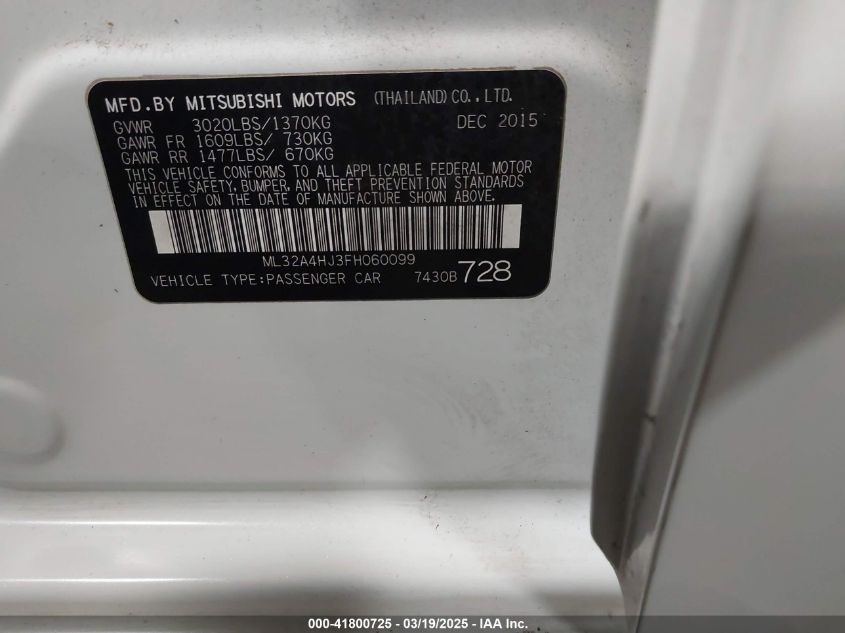 MFD.BY MITSUBISHI MOTORS (THAILAND)CO.,LTD.
GVWR 3020LBS/1370KG DEC 2015
GAWR FR 1609LBS/ 730KG
GAWR RR 1477LBS/ 670KG
THIS VEHICLE CONFORMS TO ALL APPLICABLE FEDERAL MOTOR
VEHICLE SAFETY, BUMPER, AND THEFT PREVENTION STANDARDS
IN EFFECT ON THE DATE OF MANUFACTURE SHOWN ABOVE.
ML32A4HJ3FH060099
VEHICLE TYPE:PASSENGER CAR 7430B 728
000-41800725 - 03/19/2025 - IAA Inc.